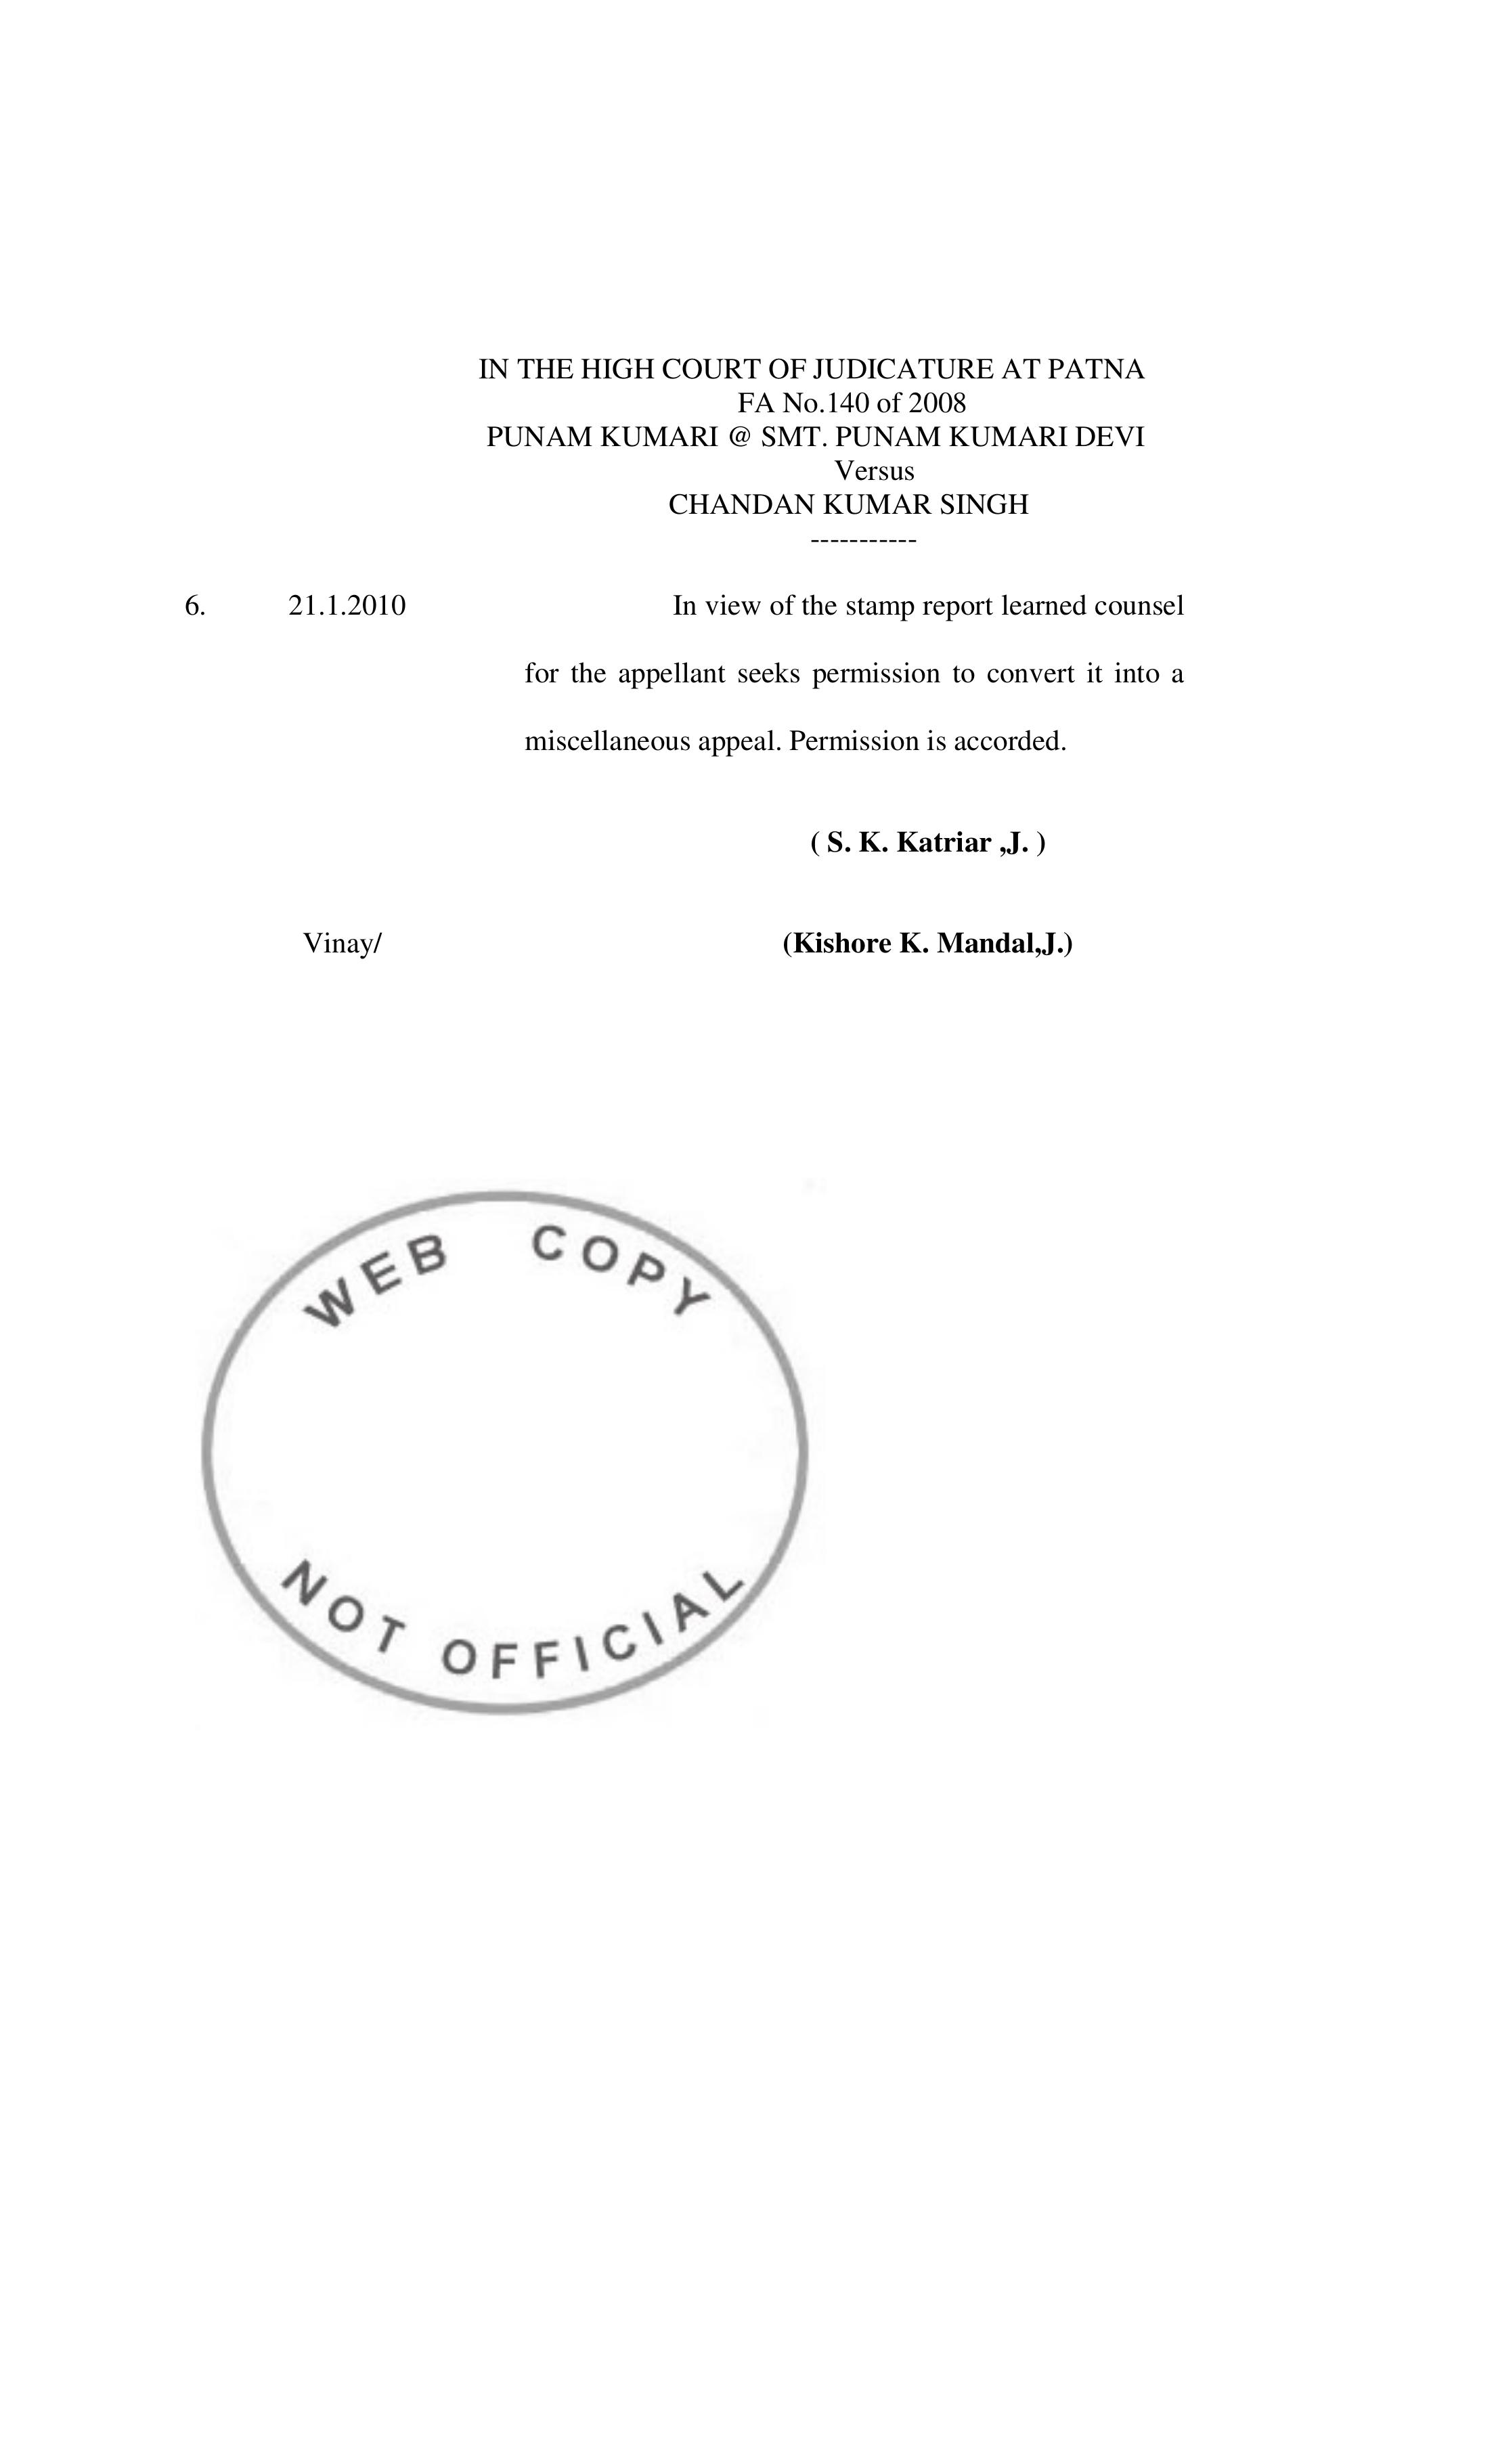 IN THE HIGH COURT OF JUDICATURE AT PATNA
FA No.140 of 2008
PUNAM KUMARI @ SMT. PUNAM KUMARI DEVI
Versus
CHANDAN KUMAR SINGH
-----------
6. 21.1.2010 In view of the stamp report learned counsel
for the appellant seeks permission to convert it into a
miscellaneous appeal. Permission is accorded.
( S. K. Katriar ,J. )
Vinay/ (Kishore K. Mandal,J.)
WEB COPY
NOT OFFICIAL